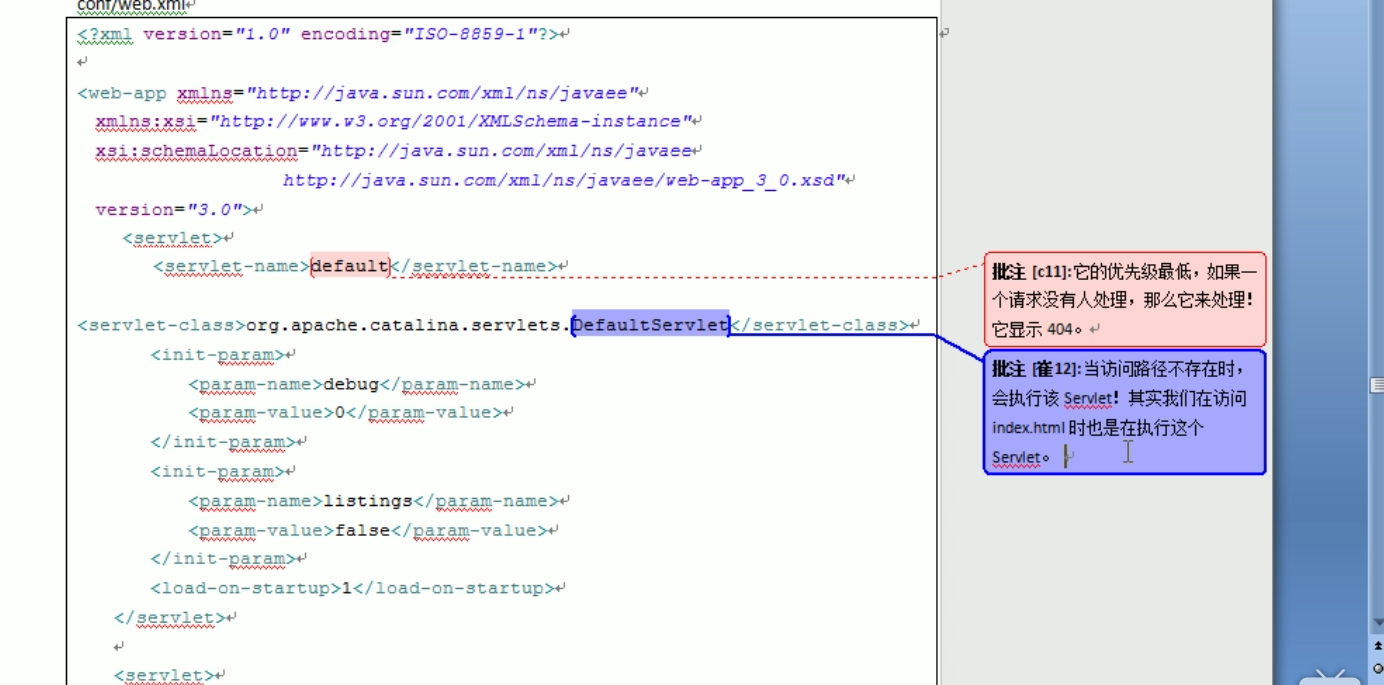 conf/web.xml
<?xml version="1.0" encoding="ISO-8859-1"?>
<web-app xmlns="http://java.sun.com/xml/ns/javaee"
xmlns:xsi="http://www.w3.org/2001/XMLSchema-instance"
xsi:schemaLocation="http://java.sun.com/xml/ns/javaee
http://java.sun.com/xml/ns/javaee/web-app_3_0.xsd"
version="3.0">
<servlet>
<servlet-name>default</servlet-name>
<servlet-class>org.apache.catalina.servlets.DefaultServlet</servlet-class>
<init-param>
<param-name>debug</param-name>
<param-value>0</param-value>
</init-param>
<init-param>
<param-name>listings</param-name>
<param-value>false</param-value>
</init-param>
<load-on-startup>1</load-on-startup>
</servlet>
<servlet>
批注 [c11]:它的优先级最低，如果一
个请求没有人处理，那么它来处理！
它显示 404。
批注 [崔12]:当访问路径不存在时，
会执行该 Servlet！其实我们在访问
index.html 时也是在执行这个
Servlet。